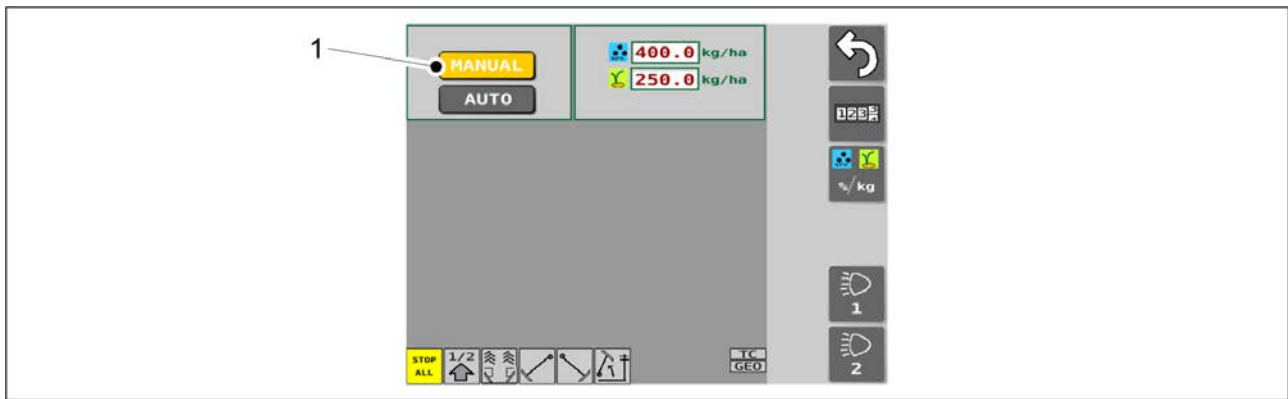 1
MANUAL
AUTO
400.0 kg/ha
250.0 kg/ha
%/kg
1
2
STOP
ALL
1/2
TC
GEO